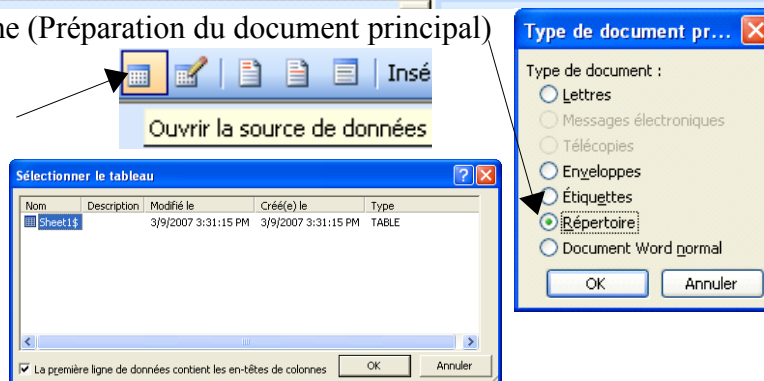 ne (Préparation du document principal)
Insé
Ouvrir la source de données
Type de document pr...
Type de document :
Lettres
Messages électroniques
Télécopies
Enveloppes
Étiquettes
Répertoire
Document Word normal
OK Annuler
Sélectionner le tableau
Nom Description Modifié le Créé(e) le Type
Sheet1$ 3/9/2007 3:31:15 PM 3/9/2007 3:31:15 PM TABLE
La première ligne de données contient les en-têtes de colonnes OK Annuler